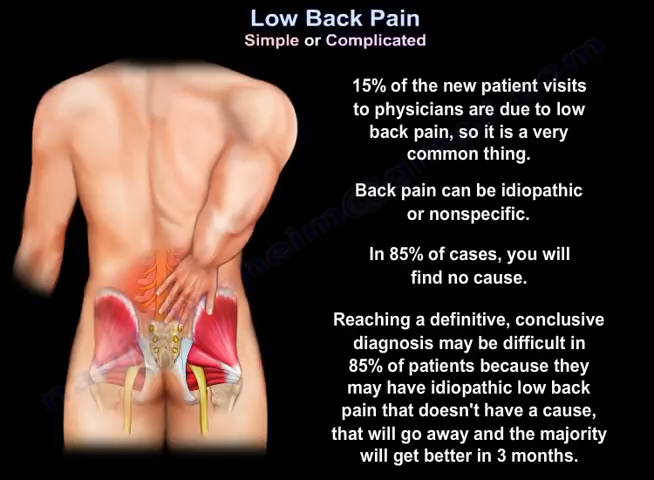 Low Back Pain
Simple or Complicated
15% of the new patient visits
to physicians are due to low
back pain, so it is a very
common thing.
Back pain can be idiopathic
or nonspecific.
In 85% of cases, you will
find no cause.
Reaching a definitive, conclusive
diagnosis may be difficult in
85% of patients because they
may have idiopathic low back
pain that doesn't have a cause,
that will go away and the majority
will get better in 3 months.